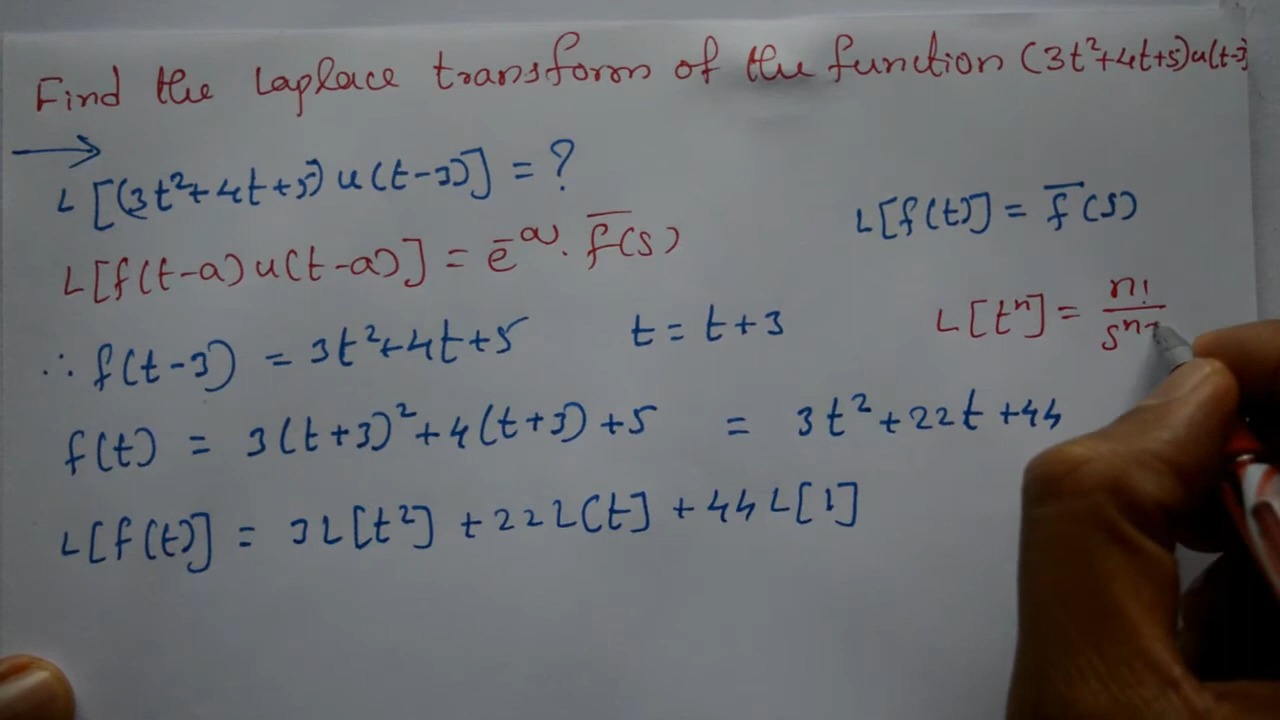 Find the Laplace transform of the function (3t²+4t+5)u(t-3)
→ L[(3t²+4t+5) u(t-3)] = ?
L[f(t)] = f̅(s)
L[f(t-a) u(t-a)] = e⁻ᵃˢ. f̅(s)
L[tⁿ] = n!/sⁿ⁺
∴ f(t-3) = 3t²+4t+5 t = t+3
f(t) = 3(t+3)²+4(t+3)+5 = 3t²+22t+44
L[f(t)] = 3L[t²] + 22L[t] + 44L[1]